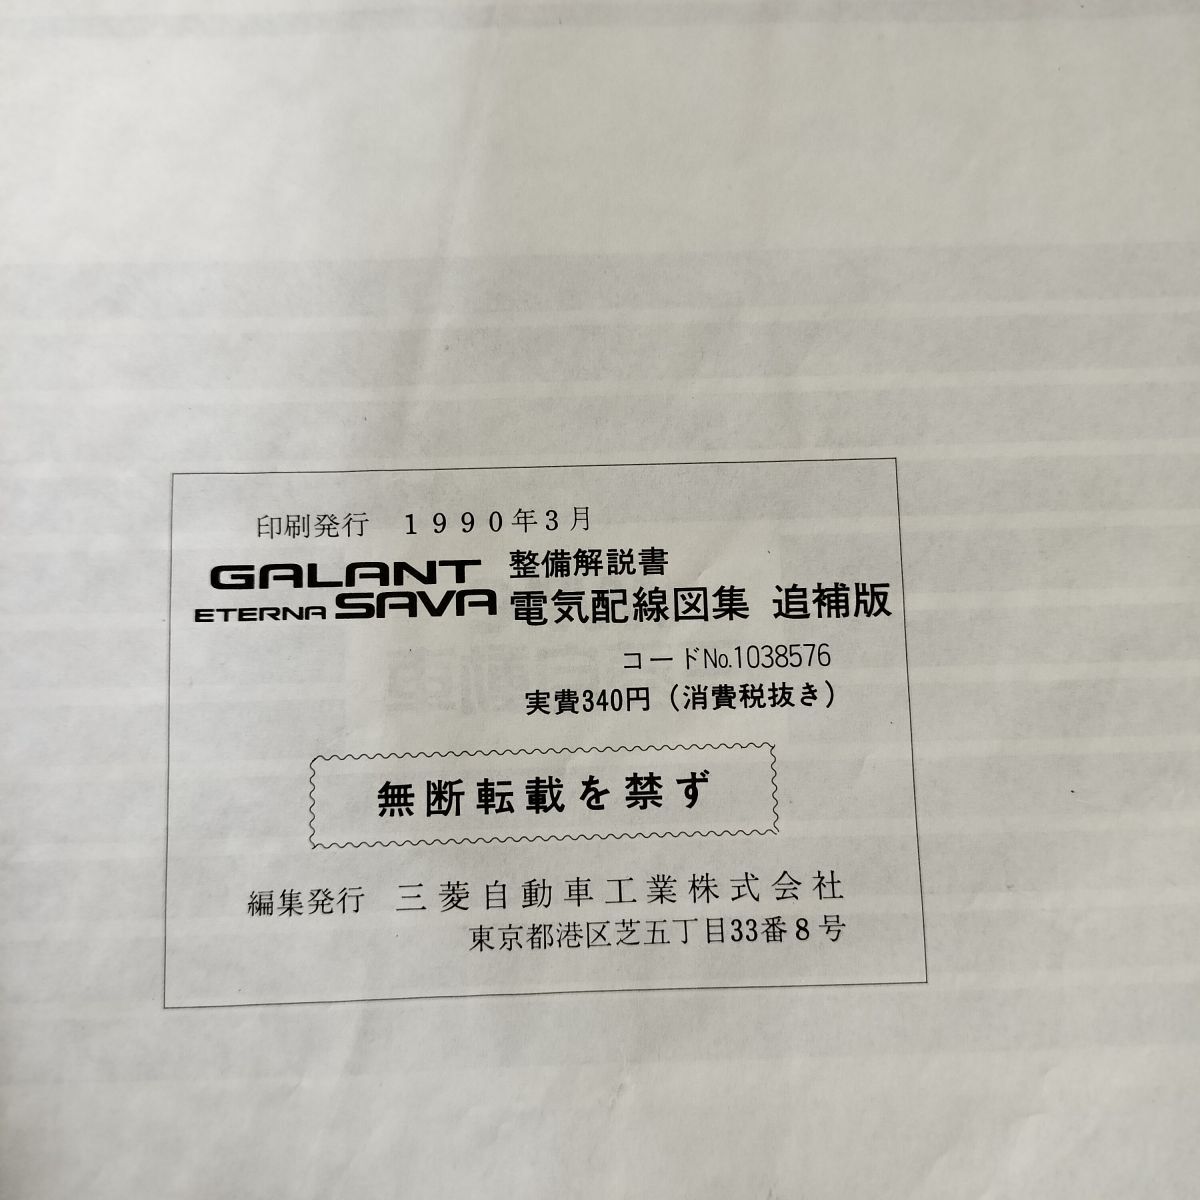 印刷発行 1990年3月
GALANT 整備解説書
ETERNA SAVA 電気配線図集 追補版
コードNo.1038576
実費340円(消費税抜き)
無断転載を禁ず
編集発行 三菱自動車工業株式会社
東京都港区芝五丁目33番8号